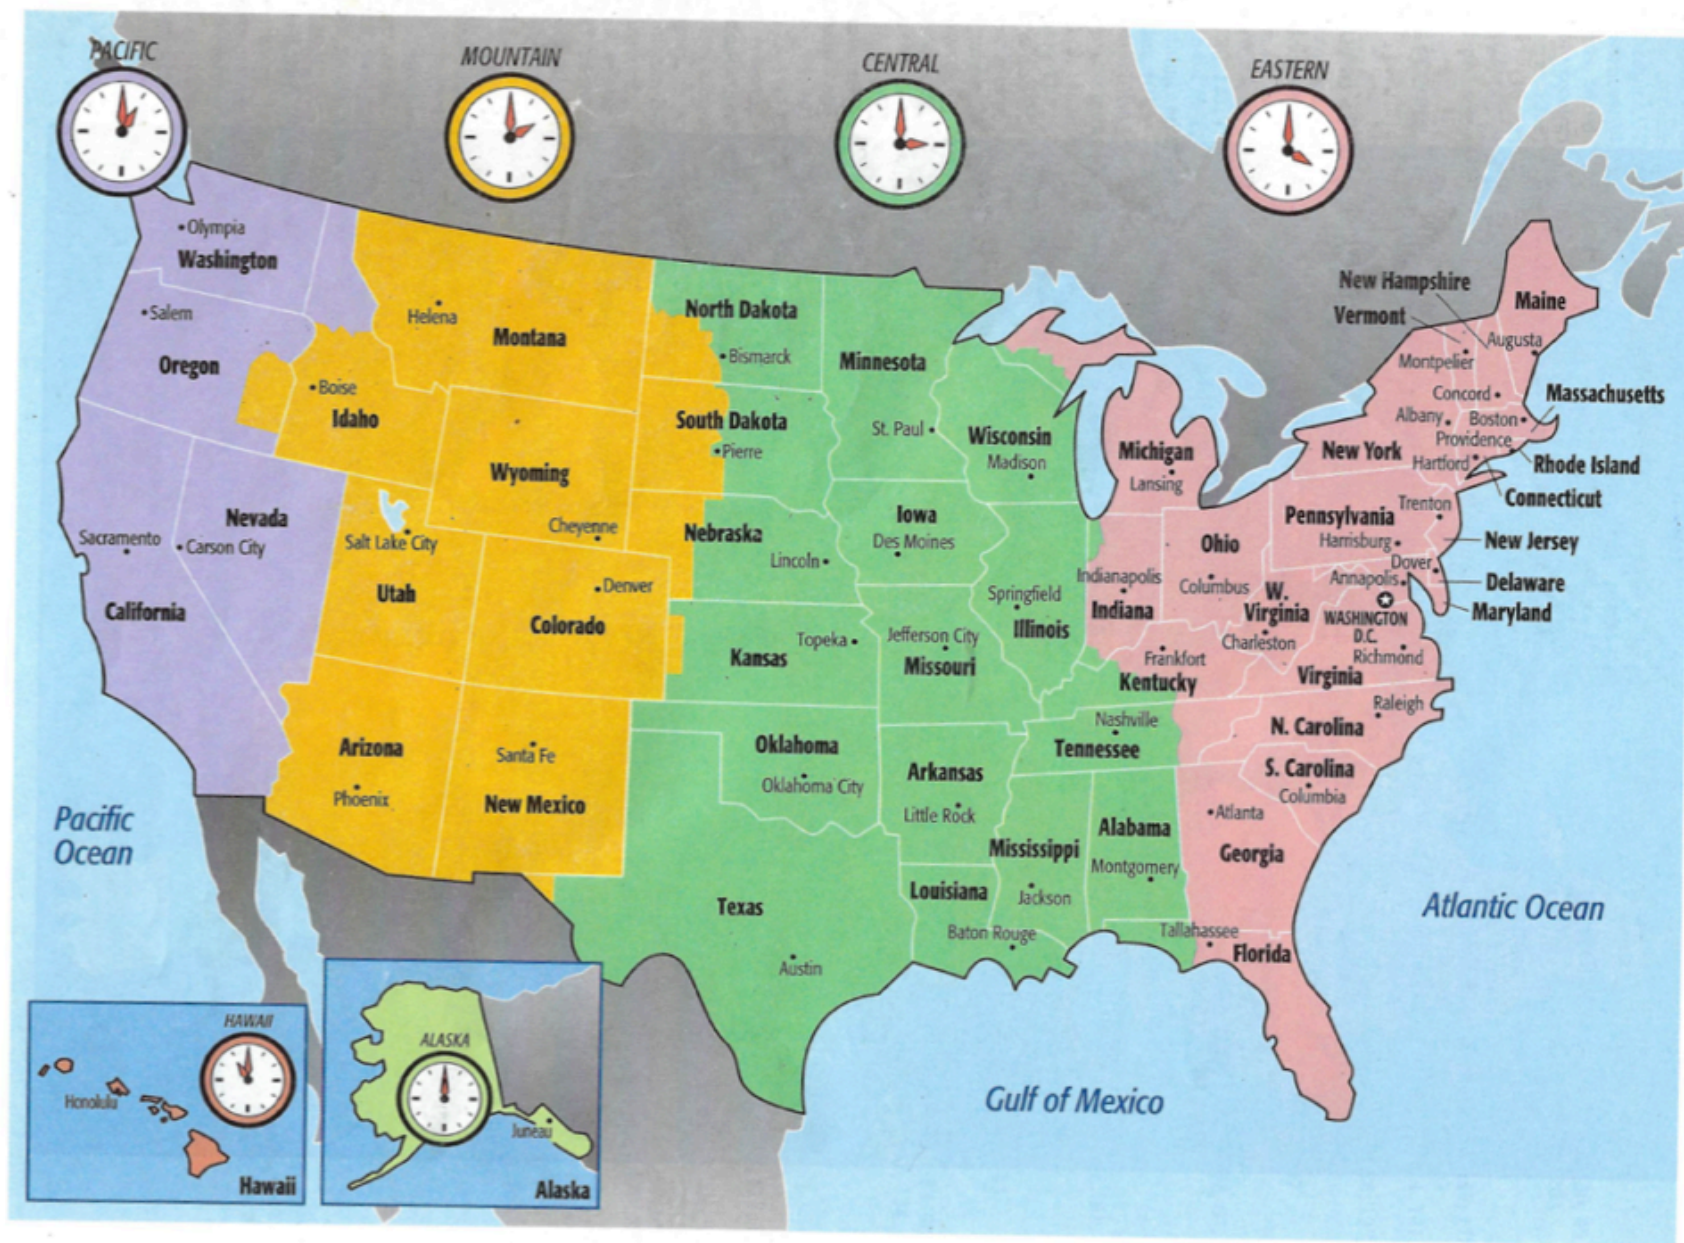 PACIFIC
MOUNTAIN
CENTRAL
EASTERN
Olympia
Washington
Salem
Oregon
Helena
Montana
Boise
Idaho
North Dakota
Bismarck
Minnesota
South Dakota
Pierre
St. Paul
Wisconsin
Madison
Michigan
Lansing
New Hampshire
Vermont
Maine
Augusta
Montpelier
Concord
Massachusetts
Albany
Boston
Providence
New York
Hartford
Rhode Island
Connecticut
Wyoming
Cheyenne
Nevada
Sacramento
Carson City
California
Salt Lake City
Utah
Denver
Colorado
Nebraska
Lincoln
Iowa
Des Moines
Kansas
Topeka
Springfield
Illinois
Jefferson City
Missouri
Indianapolis
Indiana
Ohio
Columbus
Pennsylvania
Trenton
Harrisburg
New Jersey
Dover
Annapolis
Delaware
Maryland
W.
Virginia
Charleston
WASHINGTON
D.C.
Richmond
Virginia
Frankfort
Kentucky
Nashville
Tennessee
Raleigh
N. Carolina
S. Carolina
Columbia
Arizona
Phoenix
Santa Fe
New Mexico
Oklahoma
Oklahoma City
Arkansas
Little Rock
Mississippi
Jackson
Alabama
Montgomery
Atlanta
Georgia
Louisiana
Baton Rouge
Texas
Austin
Tallahassee
Florida
Pacific
Ocean
Atlantic Ocean
Gulf of Mexico
HAWAII
Honolulu
Hawaii
ALASKA
Juneau
Alaska